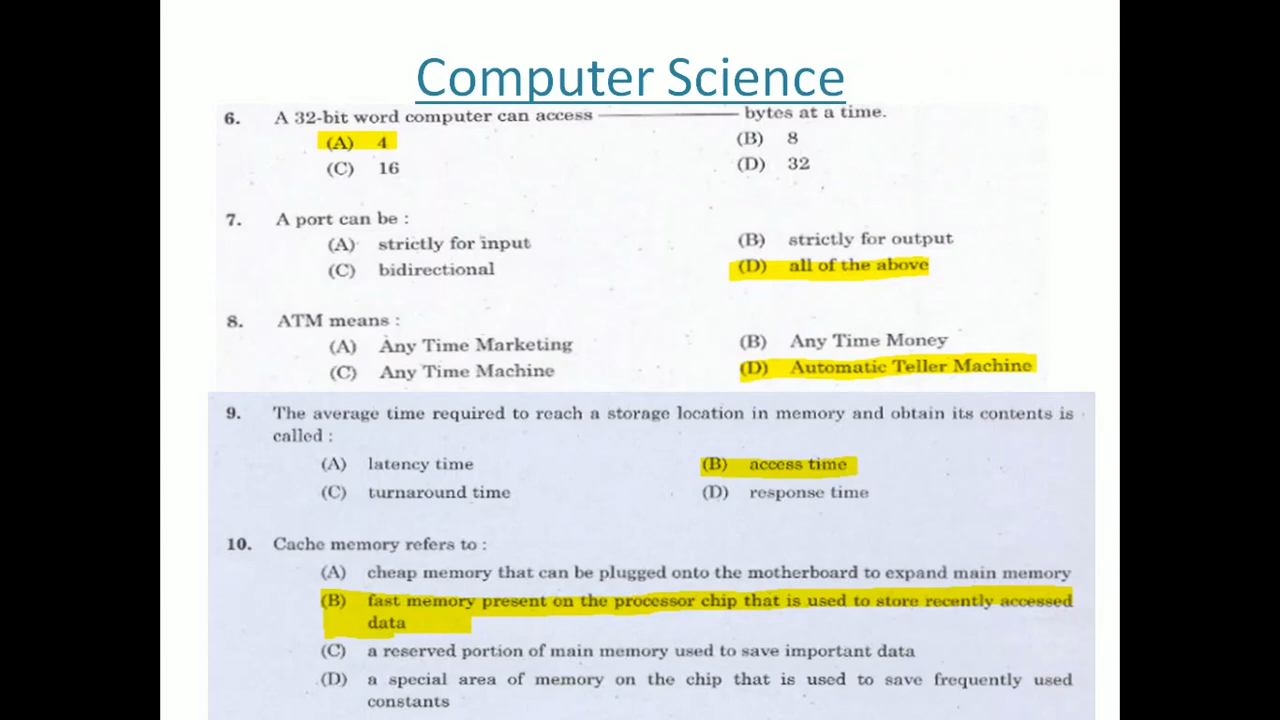 Computer Science
6. A 32-bit word computer can access ———— bytes at a time.
(A) 4 (B) 8
(C) 16 (D) 32
7. A port can be :
(A) strictly for input (B) strictly for output
(C) bidirectional (D) all of the above
8. ATM means :
(A) Any Time Marketing (B) Any Time Money
(C) Any Time Machine (D) Automatic Teller Machine
9. The average time required to reach a storage location in memory and obtain its contents is
called :
(A) latency time (B) access time
(C) turnaround time (D) response time
10. Cache memory refers to :
(A) cheap memory that can be plugged onto the motherboard to expand main memory
(B) fast memory present on the processor chip that is used to store recently accessed
data
(C) a reserved portion of main memory used to save important data
(D) a special area of memory on the chip that is used to save frequently used
constants